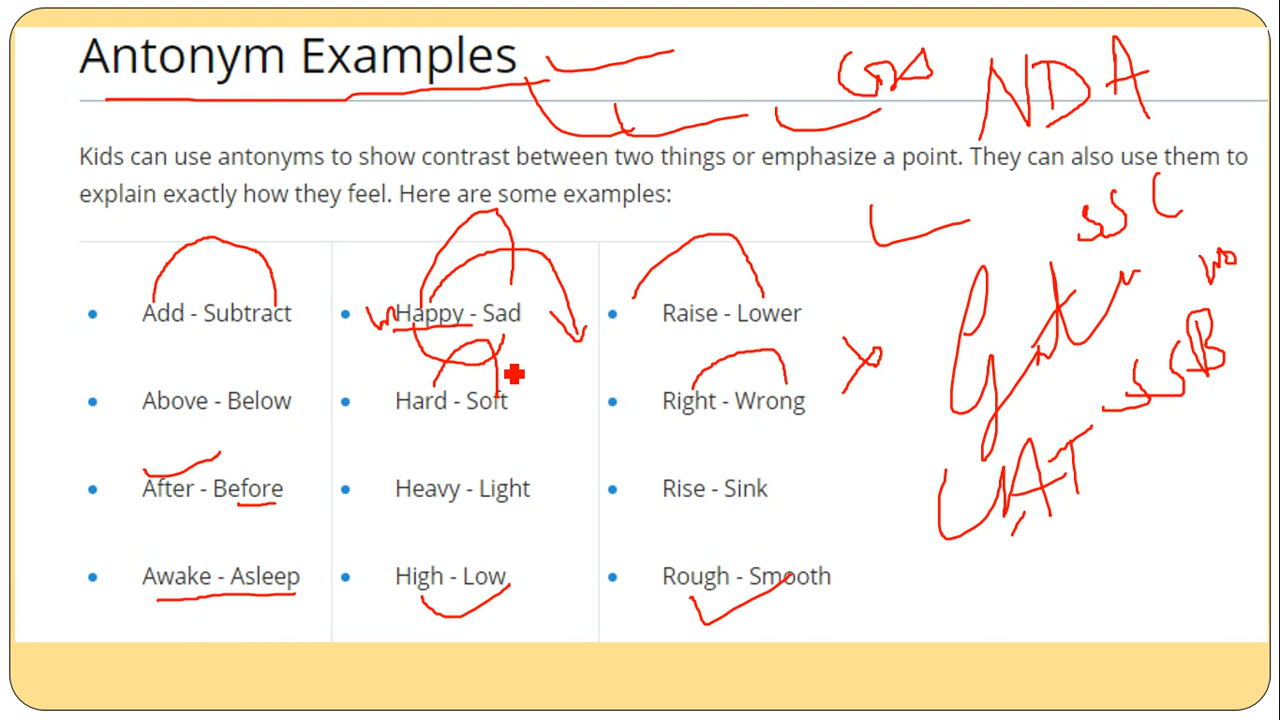 Antonym Examples
NDA
Kids can use antonyms to show contrast between two things or emphasize a point. They can also use them to
explain exactly how they feel. Here are some examples:
SSC
Add - Subtract
Happy - Sad
Raise - Lower
SSB
Above - Below
Hard - Soft
Right - Wrong
After - Before
Heavy - Light
Rise - Sink
Awake - Asleep
High - Low
Rough - Smooth